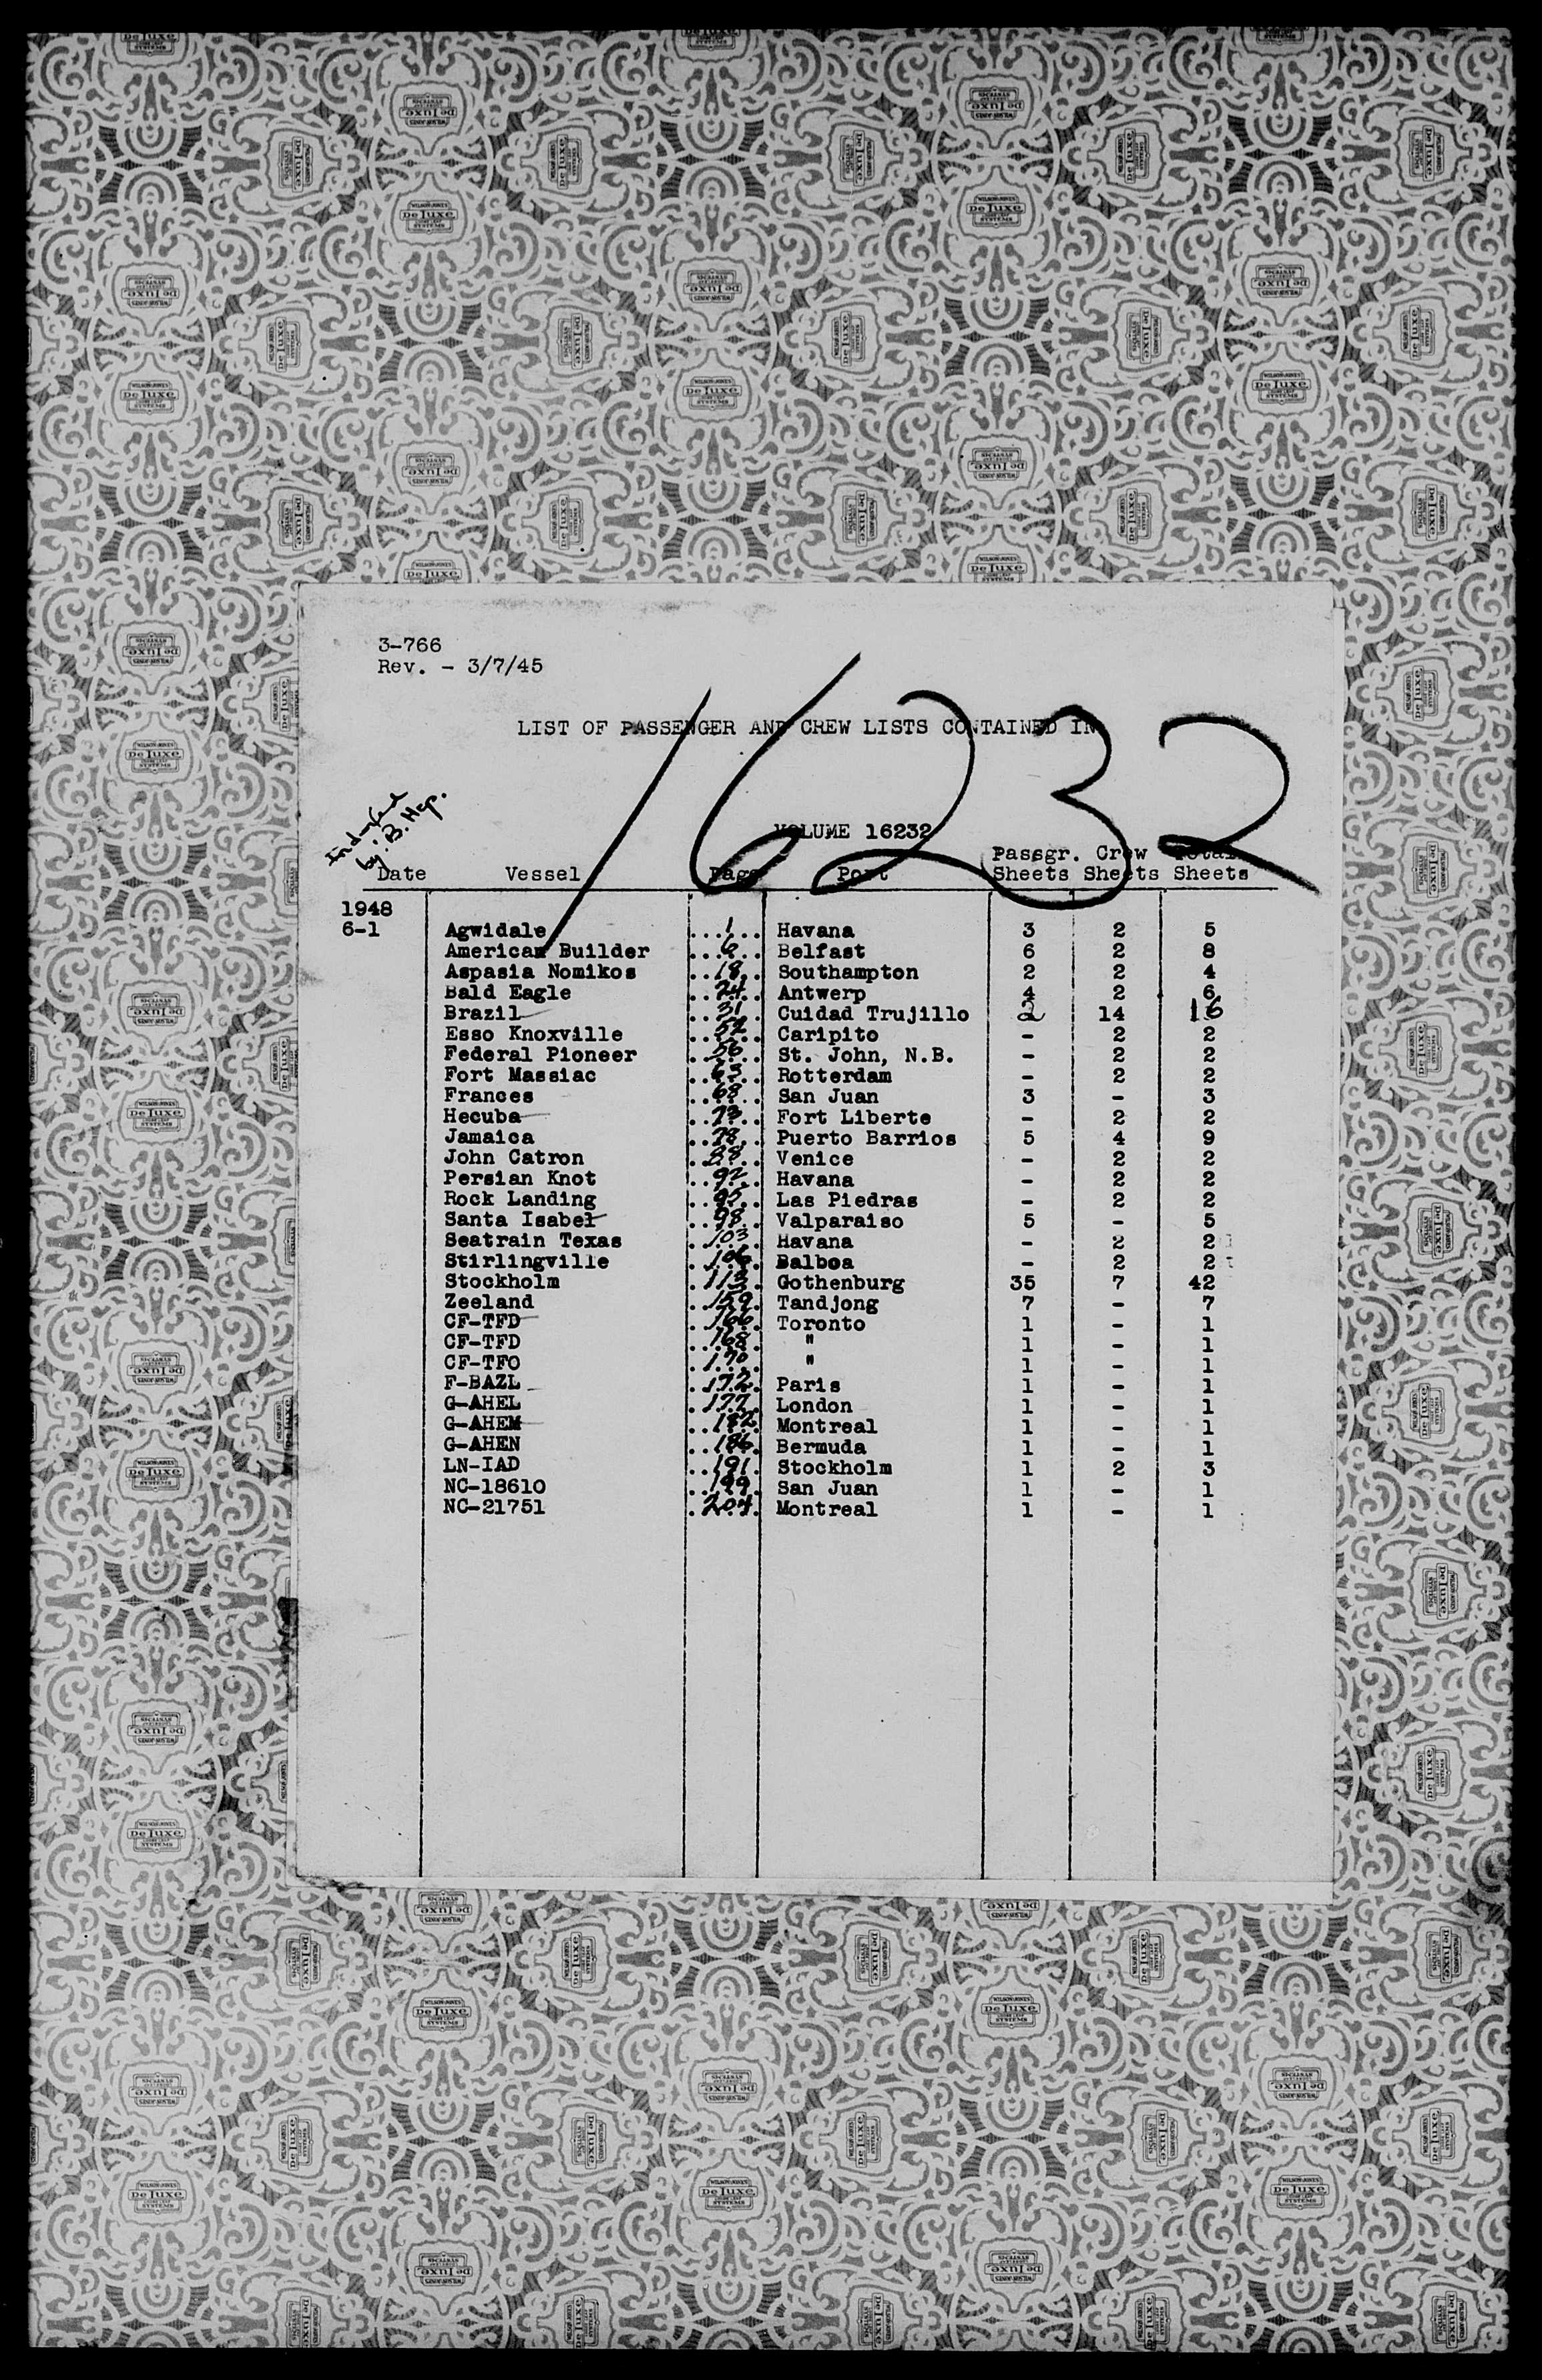 3-766
Rev. - 3/7/45
LIST OF PASSENGER AND CREW LISTS CONTAINED IN
16232
by: B.
VOLUME 16232
Passgr. Crew Total
Date Vessel Page Port Sheets Sheets Sheets
1948
6-1 Agwidale ...1... Havana 3 2 5
American Builder ...6... Belfast 6 2 8
Aspasia Nomikos ..18.. Southampton 2 2 4
Bald Eagle ..24.. Antwerp 4 2 6
Brazil ..31.. Cuidad Trujillo 2 14 16
Esso Knoxville ..52.. Caripito - 2 2
Federal Pioneer ..56.. St. John, N.B. - 2 2
Fort Massiac ..63.. Rotterdam - 2 2
Frances ..68.. San Juan 3 - 3
Hecuba ..73.. Fort Liberte - 2 2
Jamaica ..78.. Puerto Barrios 5 4 9
John Catron ..88.. Venice - 2 2
Persian Knot ..92.. Havana - 2 2
Rock Landing ..95.. Las Piedras - 2 2
Santa Isabel ..98.. Valparaiso 5 - 5
Seatrain Texas ..103.. Havana - 2 2
Stirlingville ..106. Balboa - 2 2
Stockholm ..113. Gothenburg 35 7 42
Zeeland ..159. Tandjong 7 - 7
CF-TFD ..166. Toronto 1 - 1
CF-TFD ..168. " 1 - 1
CF-TFO ..170.. " 1 - 1
F-BAZL ..172. Paris 1 - 1
G-AHEL ..177. London 1 - 1
G-AHEM ..182 Montreal 1 - 1
G-AHEN ..186. Bermuda 1 - 1
LN-IAD ..191. Stockholm 1 2 3
NC-18610 ..199. San Juan 1 - 1
NC-21751 .204. Montreal 1 - 1